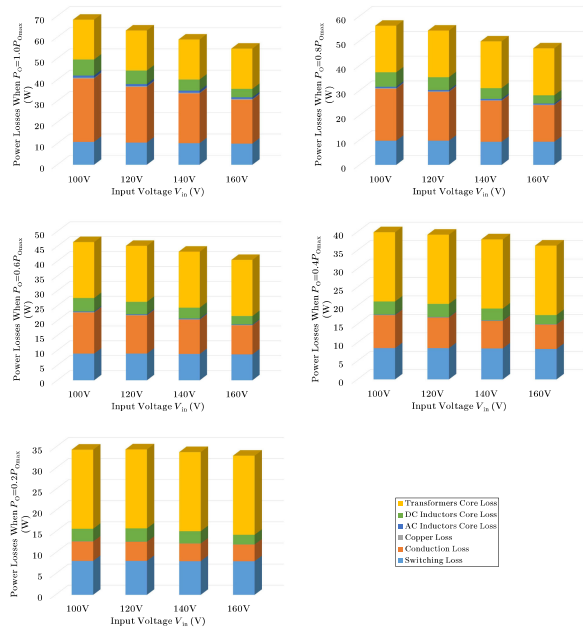 Power Losses When P_O=1.0P_Omax (W)
70
60
50
40
30
20
10
0
100V 120V 140V 160V
Input Voltage V_in (V)
Power Losses When P_O=0.8P_Omax (W)
60
50
40
30
20
10
0
100V 120V 140V 160V
Input Voltage V_in (V)
Power Losses When P_O=0.6P_Omax (W)
50
45
40
35
30
25
20
15
10
5
0
100V 120V 140V 160V
Input Voltage V_in (V)
Power Losses When P_O=0.4P_Omax (W)
40
35
30
25
20
15
10
5
0
100V 120V 140V 160V
Input Voltage V_in (V)
Power Losses When P_O=0.2P_Omax (W)
35
30
25
20
15
10
5
0
100V 120V 140V 160V
Input Voltage V_in (V)
Transformers Core Loss
DC Inductors Core Loss
AC Inductors Core Loss
Copper Loss
Conduction Loss
Switching Loss